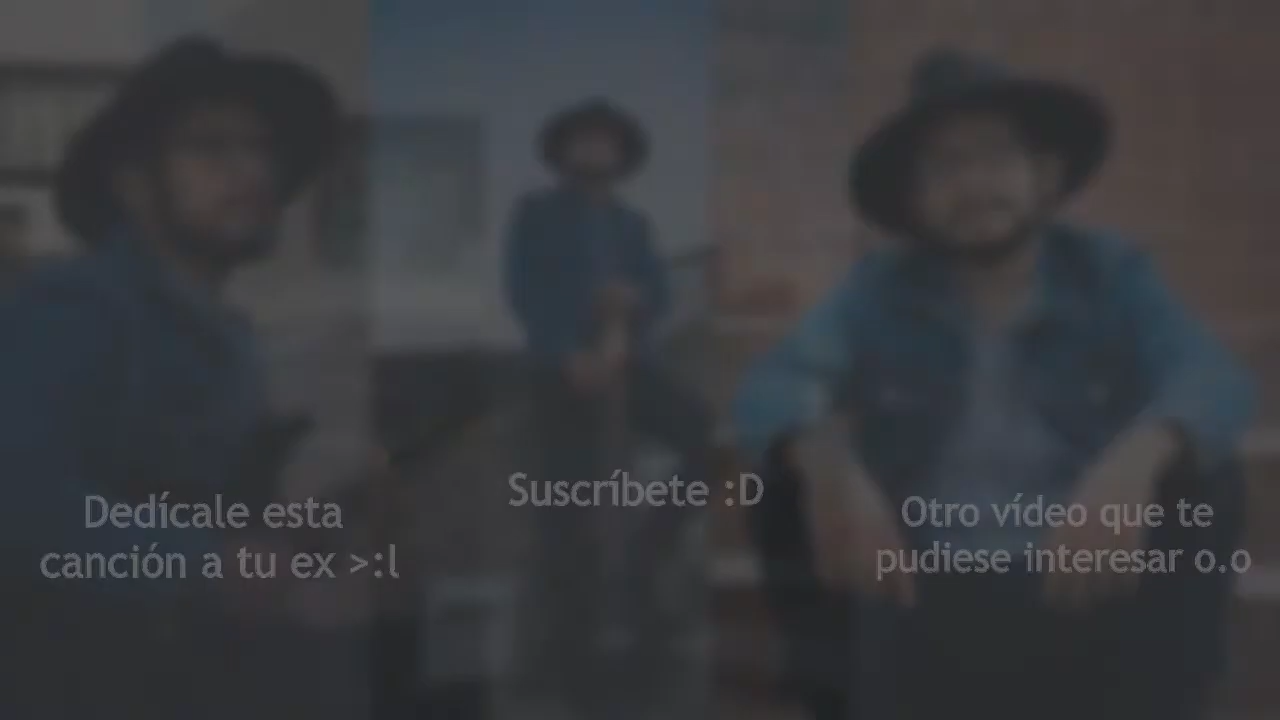 Dedícale esta
canción a tu ex >:l
Suscríbete :D
Otro vídeo que te
pudiese interesar o.o